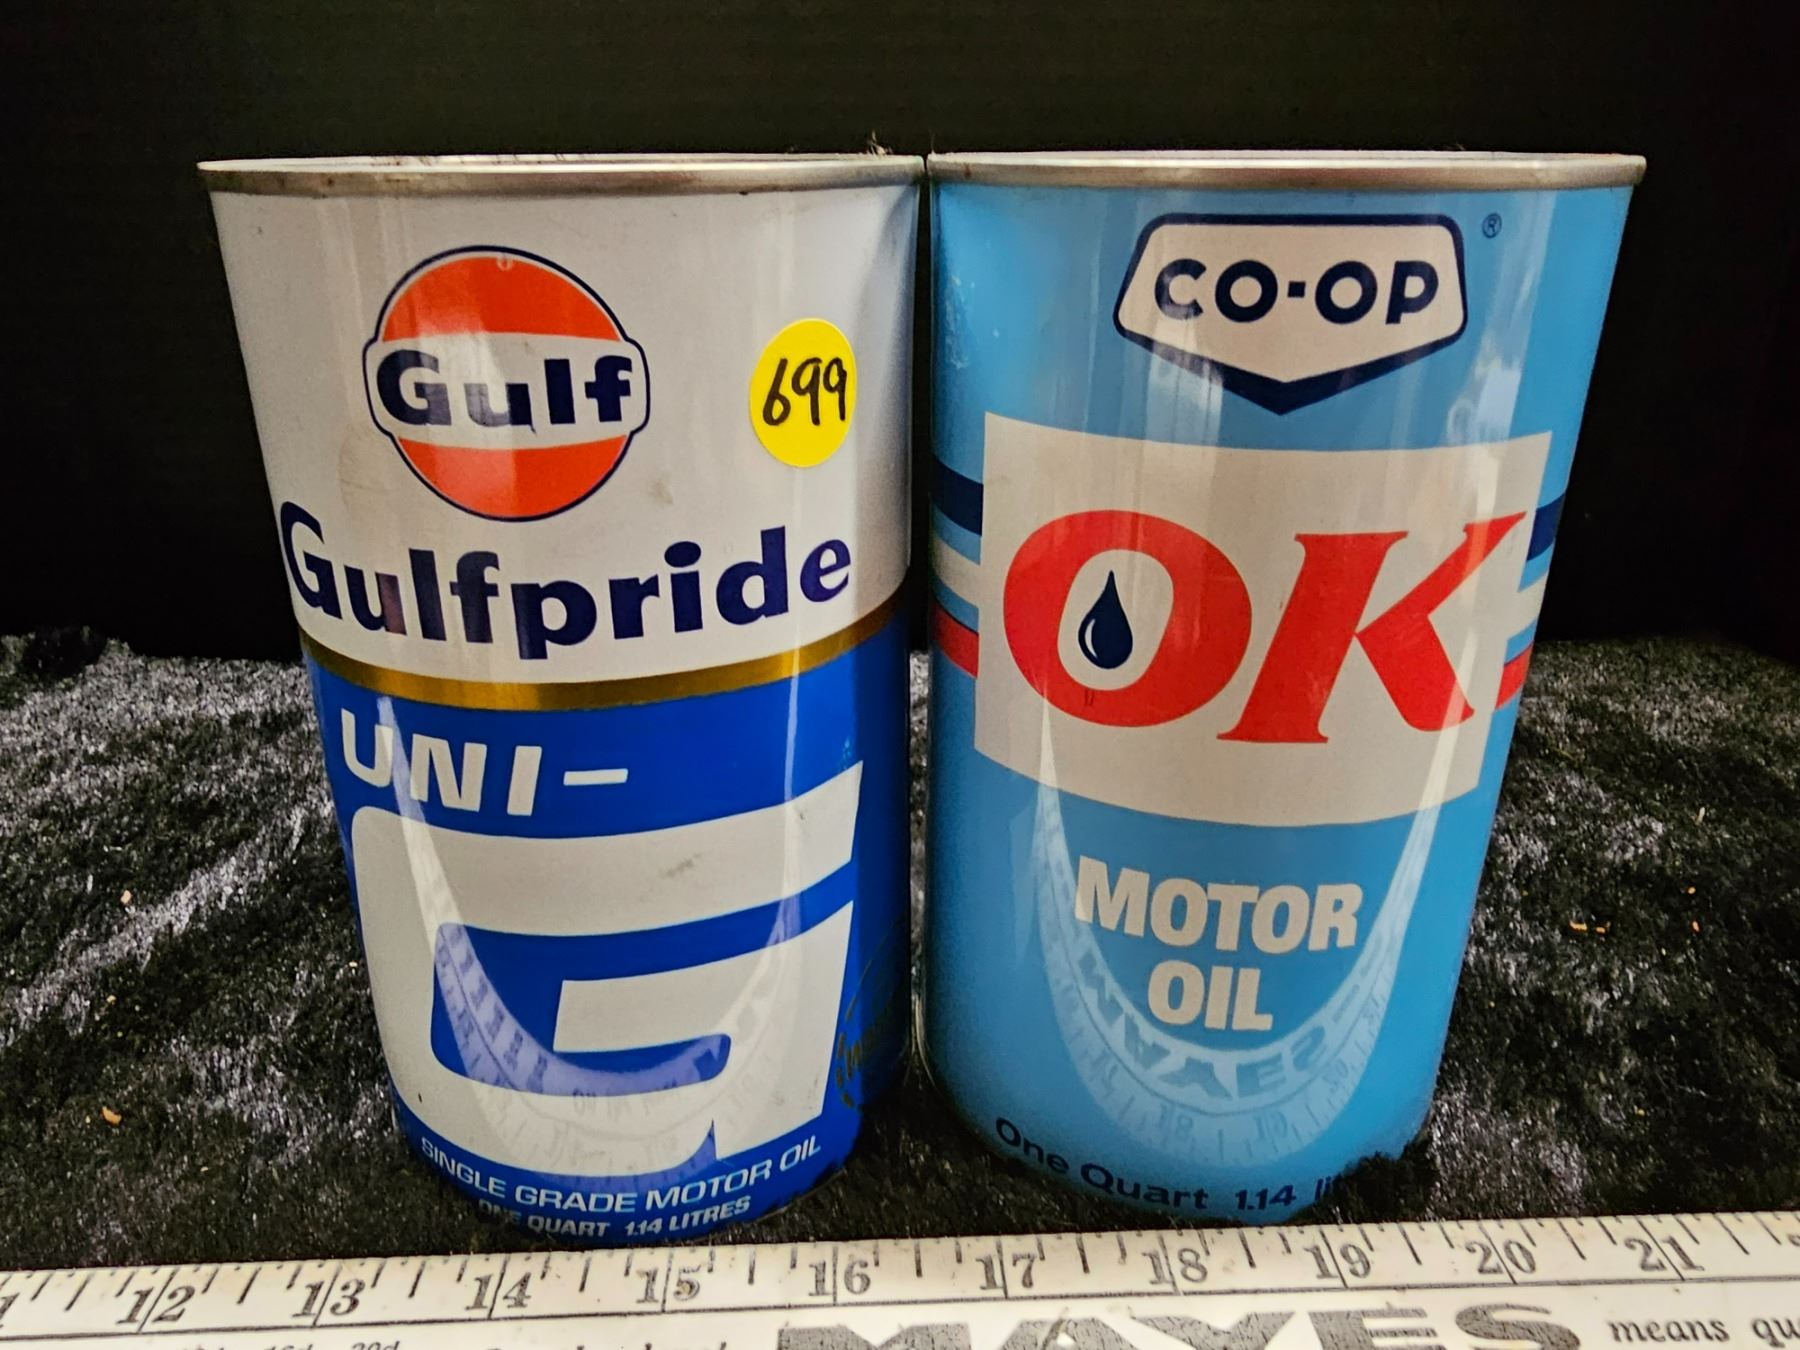 Gulf
699
Gulfpride
UNI-
G
SINGLE GRADE MOTOR OIL
ONE QUART 1.14 LITRES
CO-OP ®
OK
MOTOR
OIL
One Quart 1.14
12 13 14 15 16 17 18 19 20 21
MAYES means